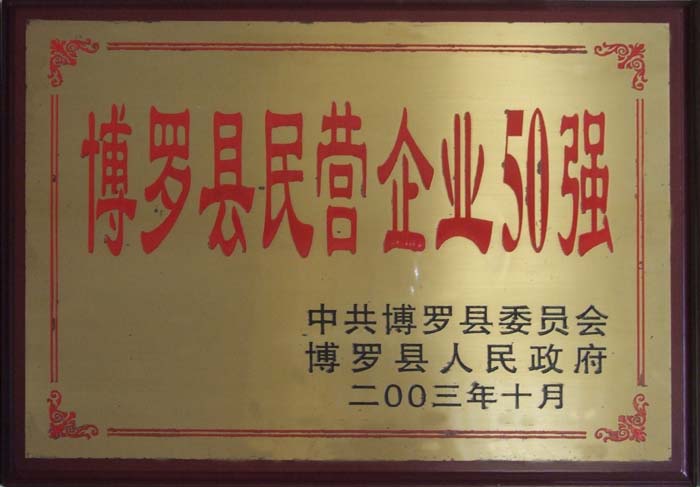 博罗县民营企业50强
中共博罗县委员会
博罗县人民政府
二00三年十月